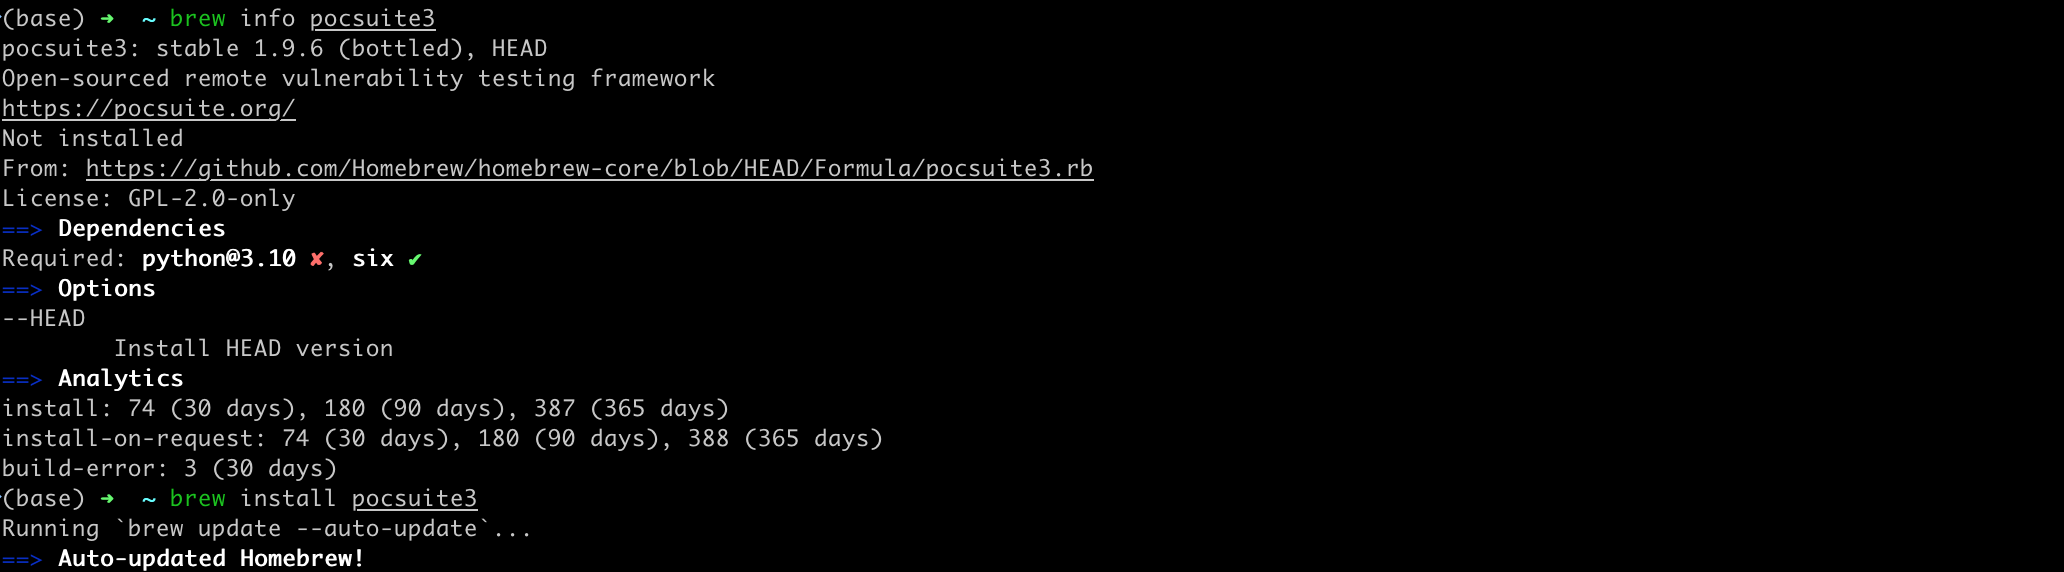 (base) ➜  ~ brew info pocsuite3
pocsuite3: stable 1.9.6 (bottled), HEAD
Open-sourced remote vulnerability testing framework
https://pocsuite.org/
Not installed
From: https://github.com/Homebrew/homebrew-core/blob/HEAD/Formula/pocsuite3.rb
License: GPL-2.0-only
==> Dependencies
Required: python@3.10 ✘, six ✔
==> Options
--HEAD
        Install HEAD version
==> Analytics
install: 74 (30 days), 180 (90 days), 387 (365 days)
install-on-request: 74 (30 days), 180 (90 days), 388 (365 days)
build-error: 3 (30 days)
(base) ➜  ~ brew install pocsuite3
Running `brew update --auto-update`...
==> Auto-updated Homebrew!